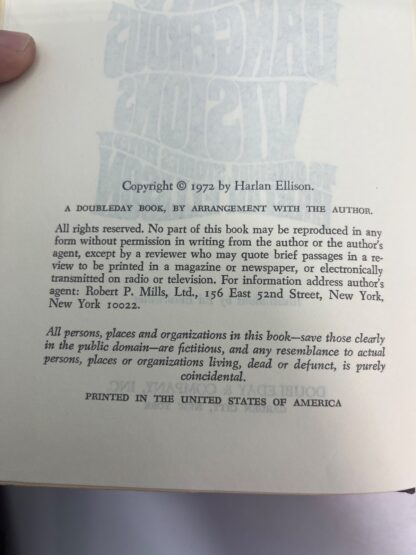 Copyright © 1972 by Harlan Ellison.
A DOUBLEDAY BOOK, BY ARRANGEMENT WITH THE AUTHOR.
All rights reserved. No part of this book may be reproduced in any
form without permission in writing from the author or the author's
agent, except by a reviewer who may quote brief passages in a re-
view to be printed in a magazine or newspaper, or electronically
transmitted on radio or television. For information address author's
agent: Robert P. Mills, Ltd., 156 East 52nd Street, New York,
New York 10022.
All persons, places and organizations in this book—save those clearly
in the public domain—are fictitious, and any resemblance to actual
persons, places or organizations living, dead or defunct, is purely
coincidental.
PRINTED IN THE UNITED STATES OF AMERICA